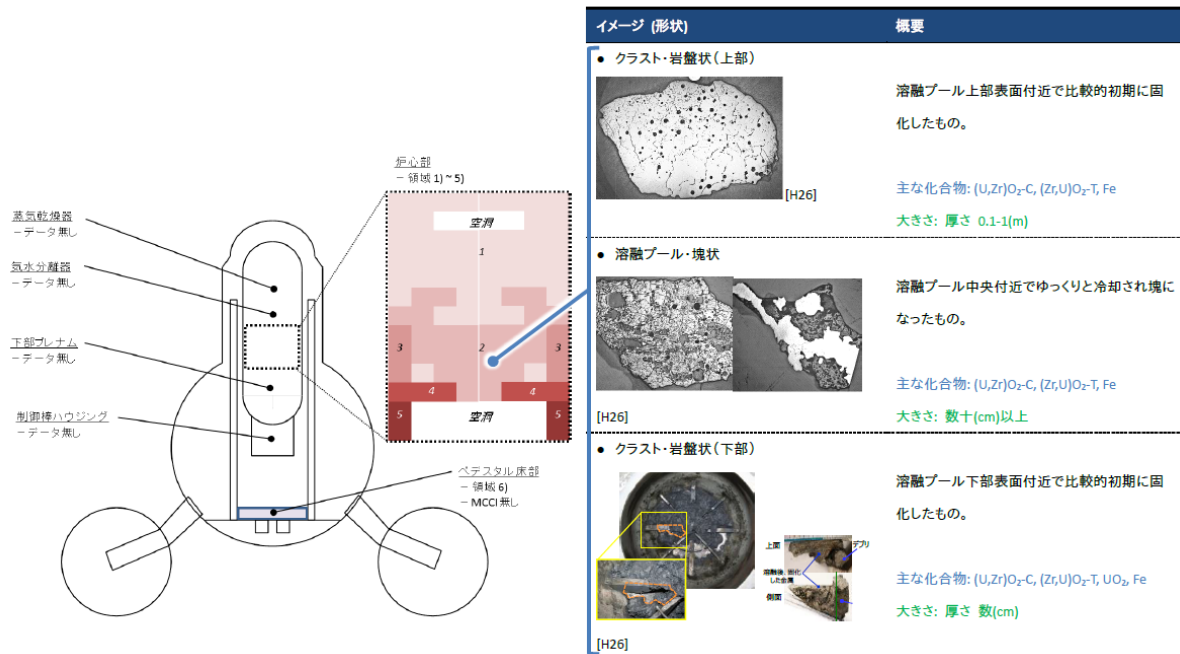 蒸気乾燥器
－データ無し
気水分離器
－データ無し
下部プレナム
－データ無し
制御棒ハウジング
－データ無し
炉心部
－ 領域 1) ~ 5)
空洞
1
3
2
3
4
4
5
空洞
5
ペデスタル床部
－ 領域 6)
－ MCCI 無し
イメージ (形状)
概要
● クラスト・岩盤状（上部）
[H26]
溶融プール上部表面付近で比較的初期に固
化したもの。
主な化合物: (U,Zr)O₂-C, (Zr,U)O₂-T, Fe
大きさ: 厚さ 0.1-1(m)
● 溶融プール・塊状
[H26]
溶融プール中央付近でゆっくりと冷却され塊に
なったもの。
主な化合物: (U,Zr)O₂-C, (Zr,U)O₂-T, Fe
大きさ: 数十(cm)以上
● クラスト・岩盤状（下部）
上面
デブリ
溶融後、固化
した金属
側面
[H26]
溶融プール下部表面付近で比較的初期に固
化したもの。
主な化合物: (U,Zr)O₂-C, (Zr,U)O₂-T, UO₂, Fe
大きさ: 厚さ 数(cm)